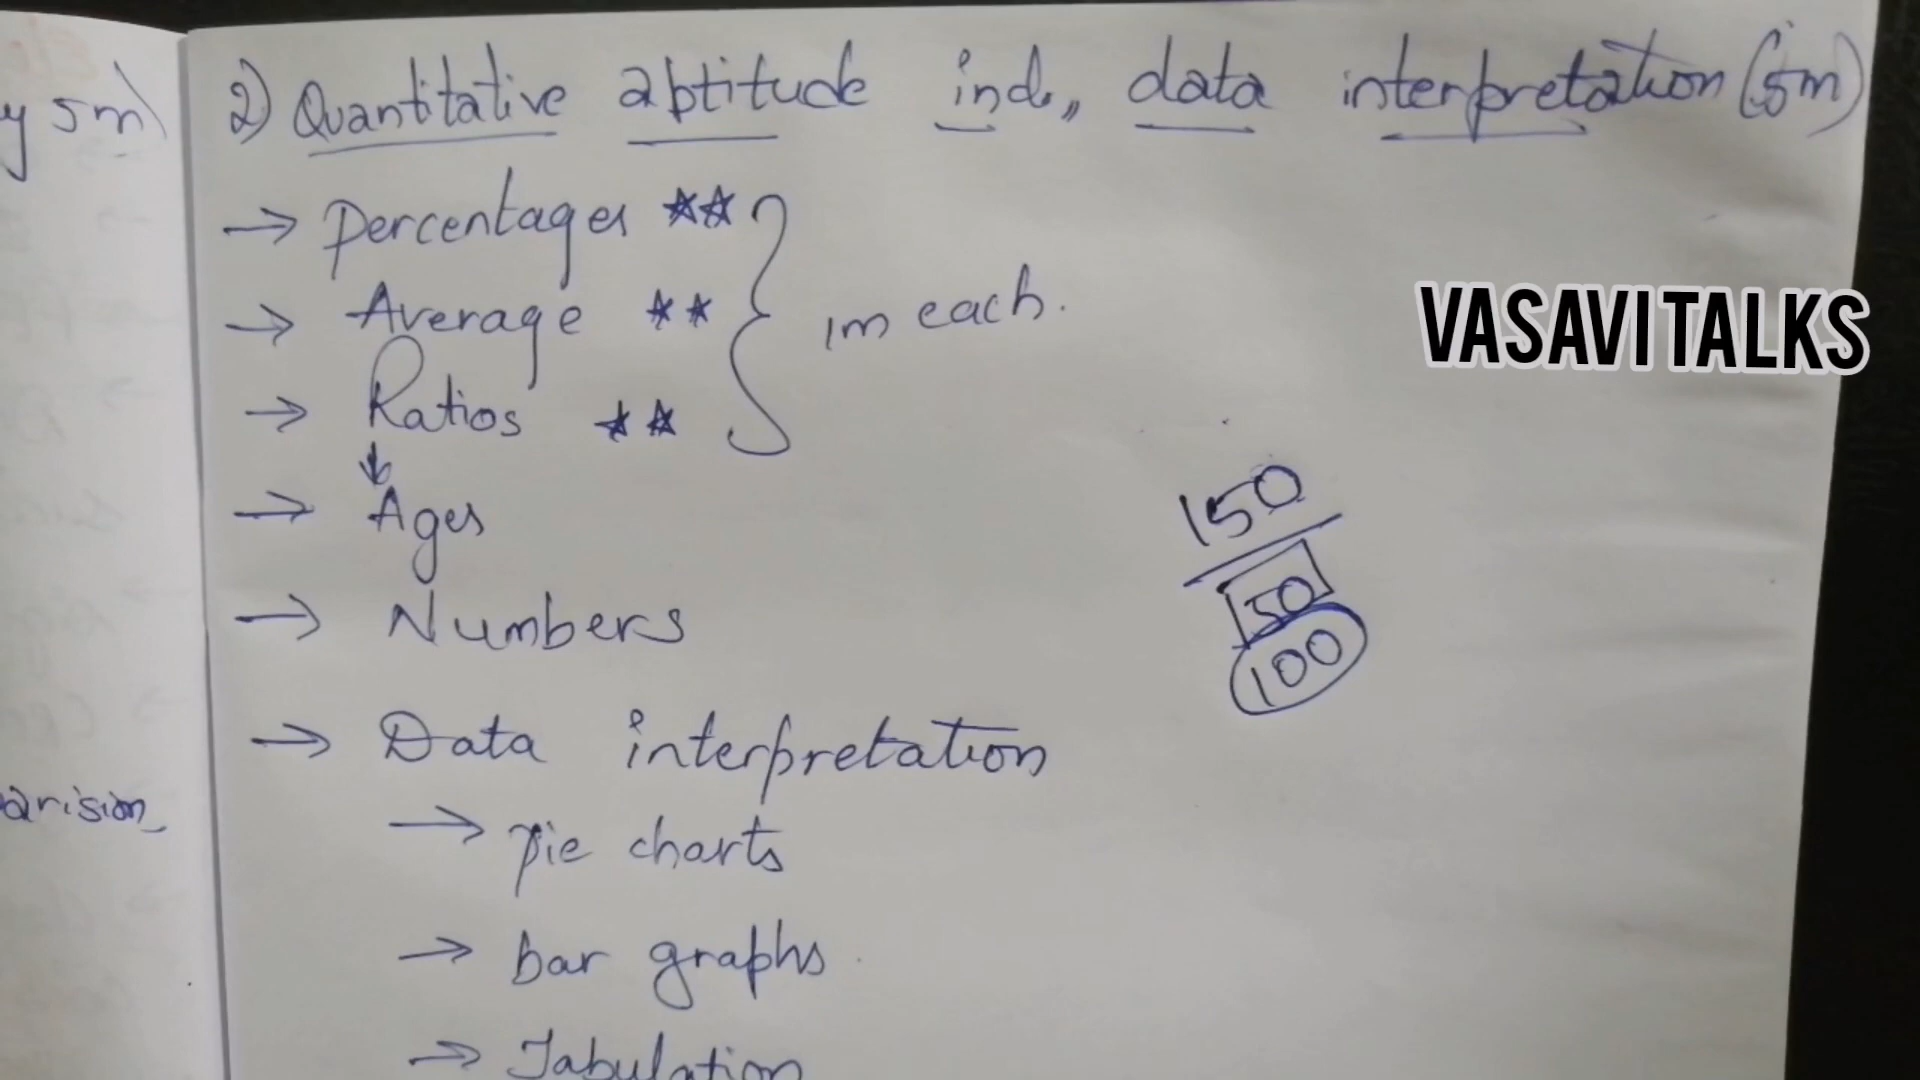 y 5m)
2) Quantitative abtitude ind,, data interpretation (5m)
→ Percentages ★★
→ Average ★★
1m each.
→ Ratios ★★
→ Ages
→ Numbers
→ Data interpretation
→ pie charts
→ bar graphs
→ Tabulation
arision
VASAVI TALKS
150
50
100